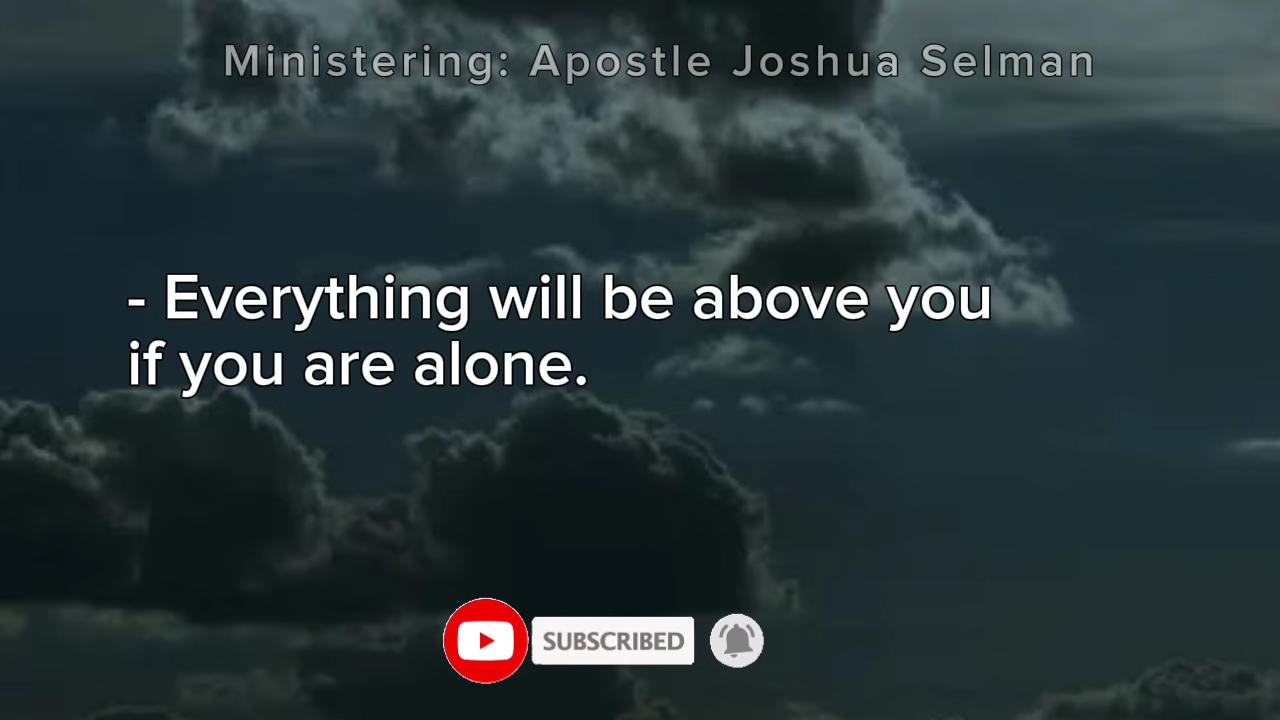 Ministering: Apostle Joshua Selman
- Everything will be above you
if you are alone.
SUBSCRIBED